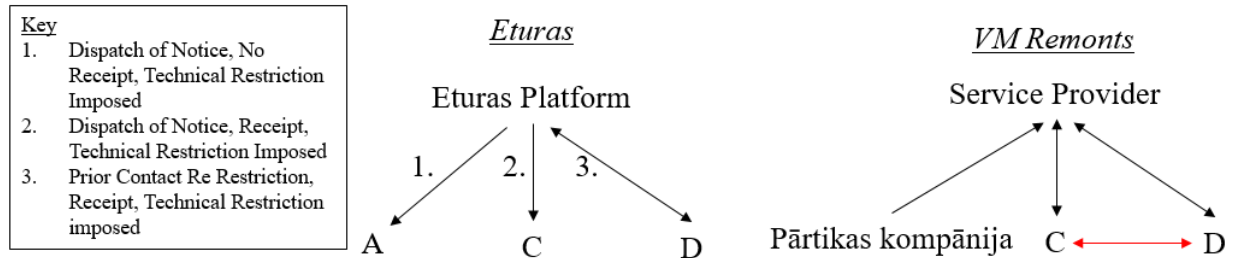 Key
1. Dispatch of Notice, No
Receipt, Technical Restriction
Imposed
2. Dispatch of Notice, Receipt,
Technical Restriction Imposed
3. Prior Contact Re Restriction,
Receipt, Technical Restriction
imposed
Eturas
Eturas Platform
1. 2. 3.
A C D
VM Remonts
Service Provider
Pārtikas kompānija C D